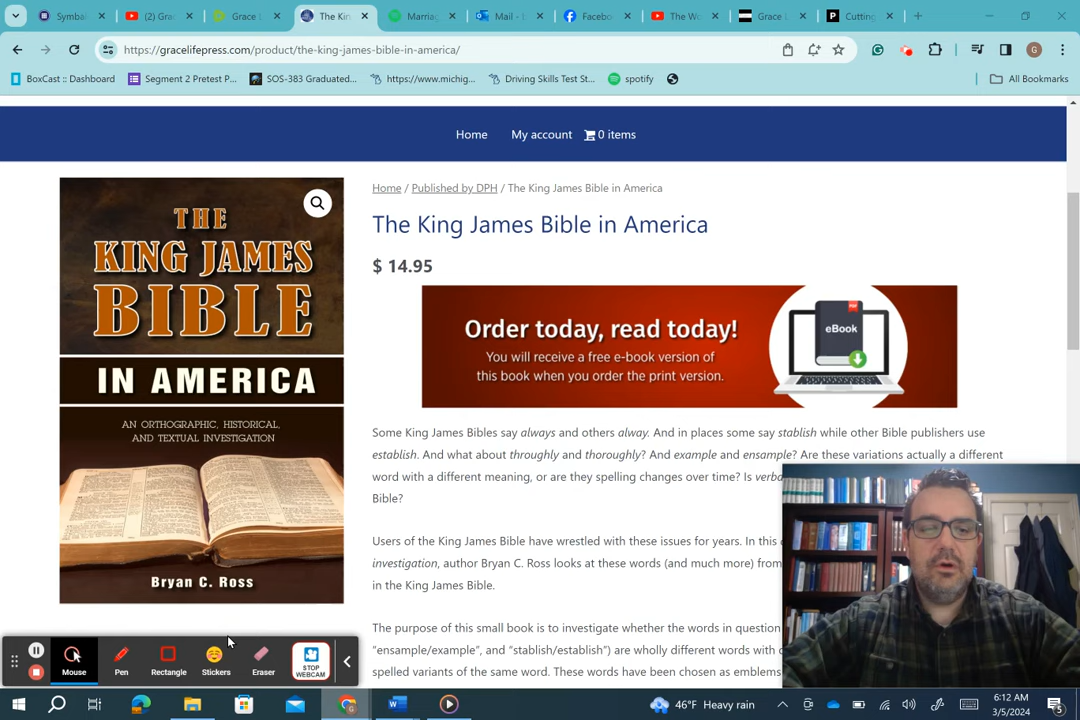 (2) Grac
Grace L
The Kin
Marriag
Mail - b
Facebo
The Wo
Grace L
Cutting
https://gracelifepress.com/product/the-king-james-bible-in-america/
G
BoxCast :: Dashboard
Segment 2 Pretest P...
SOS-383 Graduated...
https://www.michig...
Driving Skills Test St...
spotify
All Bookmarks
Home My account 0 items
Home / Published by DPH / The King James Bible in America
The King James Bible in America
$ 14.95
THE
KING JAMES
BIBLE
IN AMERICA
AN ORTHOGRAPHIC, HISTORICAL,
AND TEXTUAL INVESTIGATION
Bryan C. Ross
Order today, read today!
You will receive a free e-book version of
this book when you order the print version.
PDF
eBook
Some King James Bibles say always and others alway. And in places some say stablish while other Bible publishers use
establish. And what about throughly and thoroughly? And example and ensample? Are these variations actually a different
word with a different meaning, or are they spelling changes over time? Is verba
Bible?
Users of the King James Bible have wrestled with these issues for years. In this
investigation, author Bryan C. Ross looks at these words (and much more) from
in the King James Bible.
The purpose of this small book is to investigate whether the words in question
"ensample/example", and "stablish/establish") are wholly different words with
spelled variants of the same word. These words have been chosen as emblems
Mouse
Pen
Rectangle
Stickers
Eraser
STOP
WEBCAM
46°F Heavy rain
6:12 AM
3/5/2024